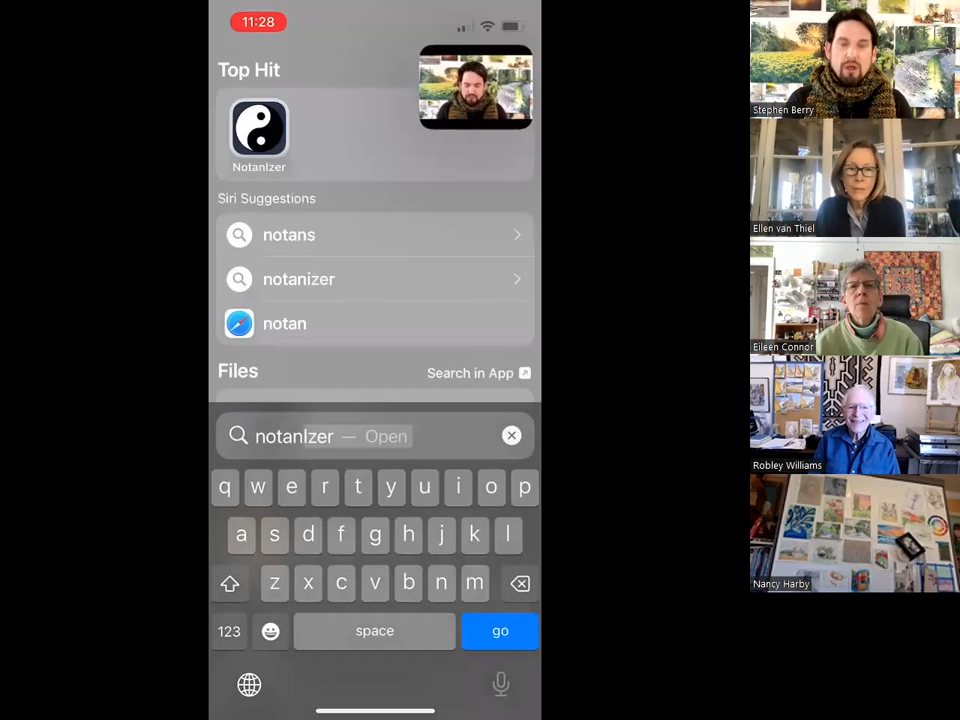 11:28
Top Hit
NotanIzer
Siri Suggestions
notans
notanizer
notan
Files
Search in App
notanIzer — Open
q w e r t y u i o p
a s d f g h j k l
z x c v b n m
123
space
go
Stephen Berry
Ellen van Thiel
Eileen Connor
Robley Williams
Nancy Harby